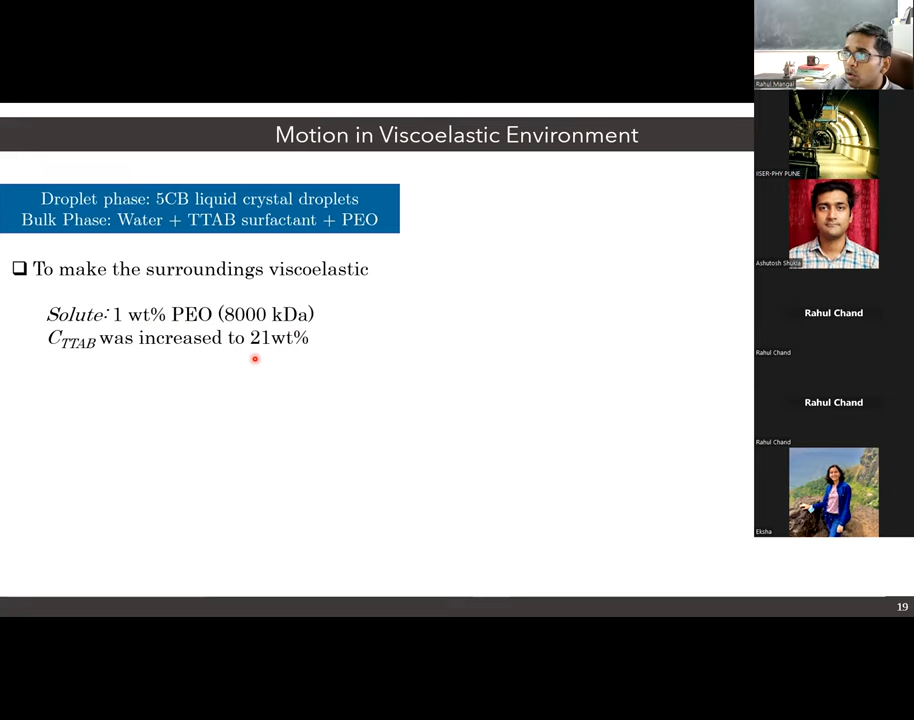 Motion in Viscoelastic Environment
Droplet phase: 5CB liquid crystal droplets
Bulk Phase: Water + TTAB surfactant + PEO
❑ To make the surroundings viscoelastic
Solute: 1 wt% PEO (8000 kDa)
C_TTAB was increased to 21wt%
19
Rahul Mangal
IISER-PHY PUNE
Ashutosh Shukla
Rahul Chand
Rahul Chand
Rahul Chand
Rahul Chand
Eksha